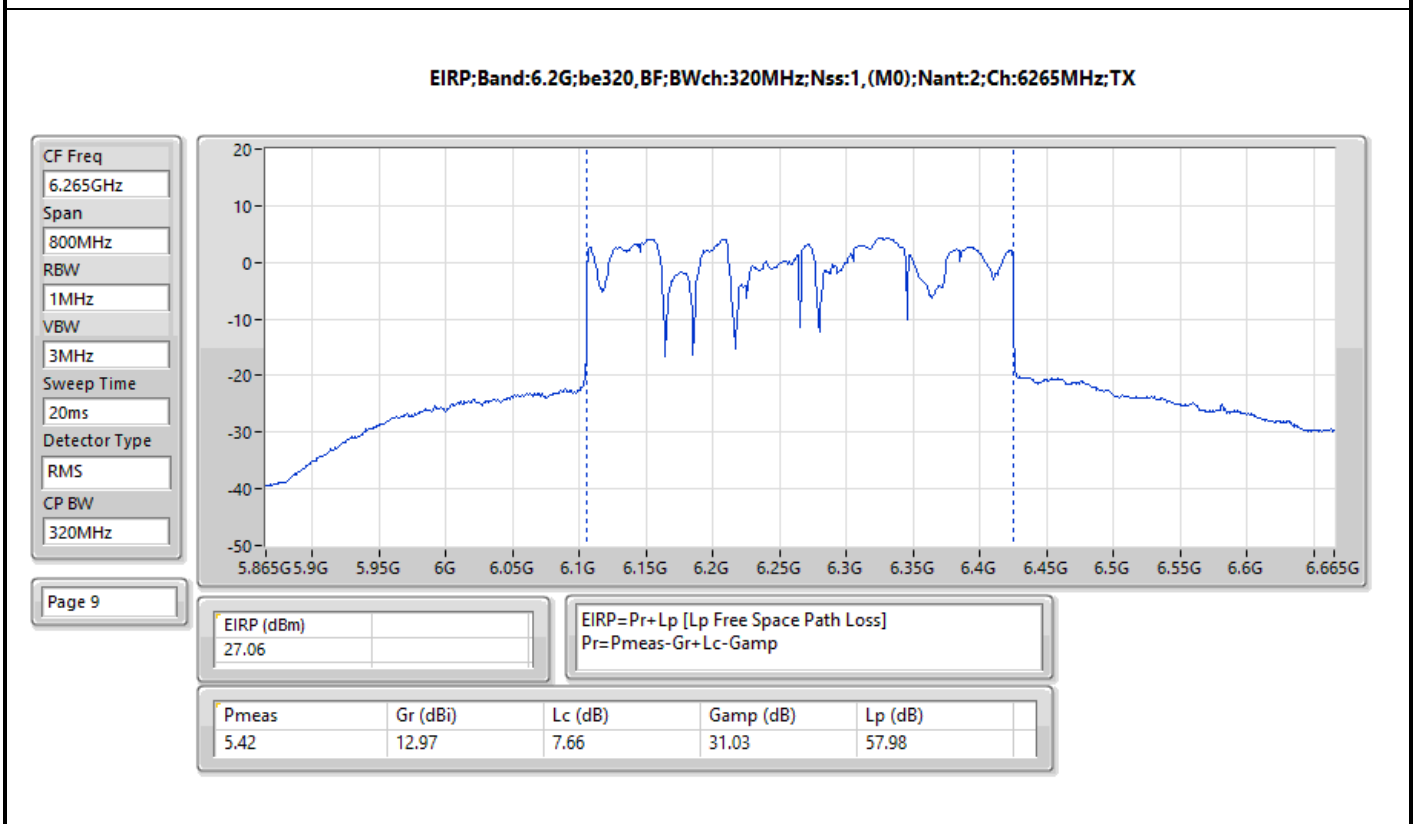 EIRP;Band:6.2G;be320,BF;BWch:320MHz;Nss:1,(M0);Nant:2;Ch:6265MHz;TX
CF Freq
6.265GHz
Span
800MHz
RBW
1MHz
VBW
3MHz
Sweep Time
20ms
Detector Type
RMS
CP BW
320MHz
Page 9
20
10
0
-10
-20
-30
-40
-50
5.865G 5.9G 5.95G 6G 6.05G 6.1G 6.15G 6.2G 6.25G 6.3G 6.35G 6.4G 6.45G 6.5G 6.55G 6.6G 6.665G
EIRP (dBm)
27.06
EIRP=Pr+Lp [Lp Free Space Path Loss]
Pr=Pmeas-Gr+Lc-Gamp
Pmeas Gr (dBi) Lc (dB) Gamp (dB) Lp (dB)
5.42 12.97 7.66 31.03 57.98